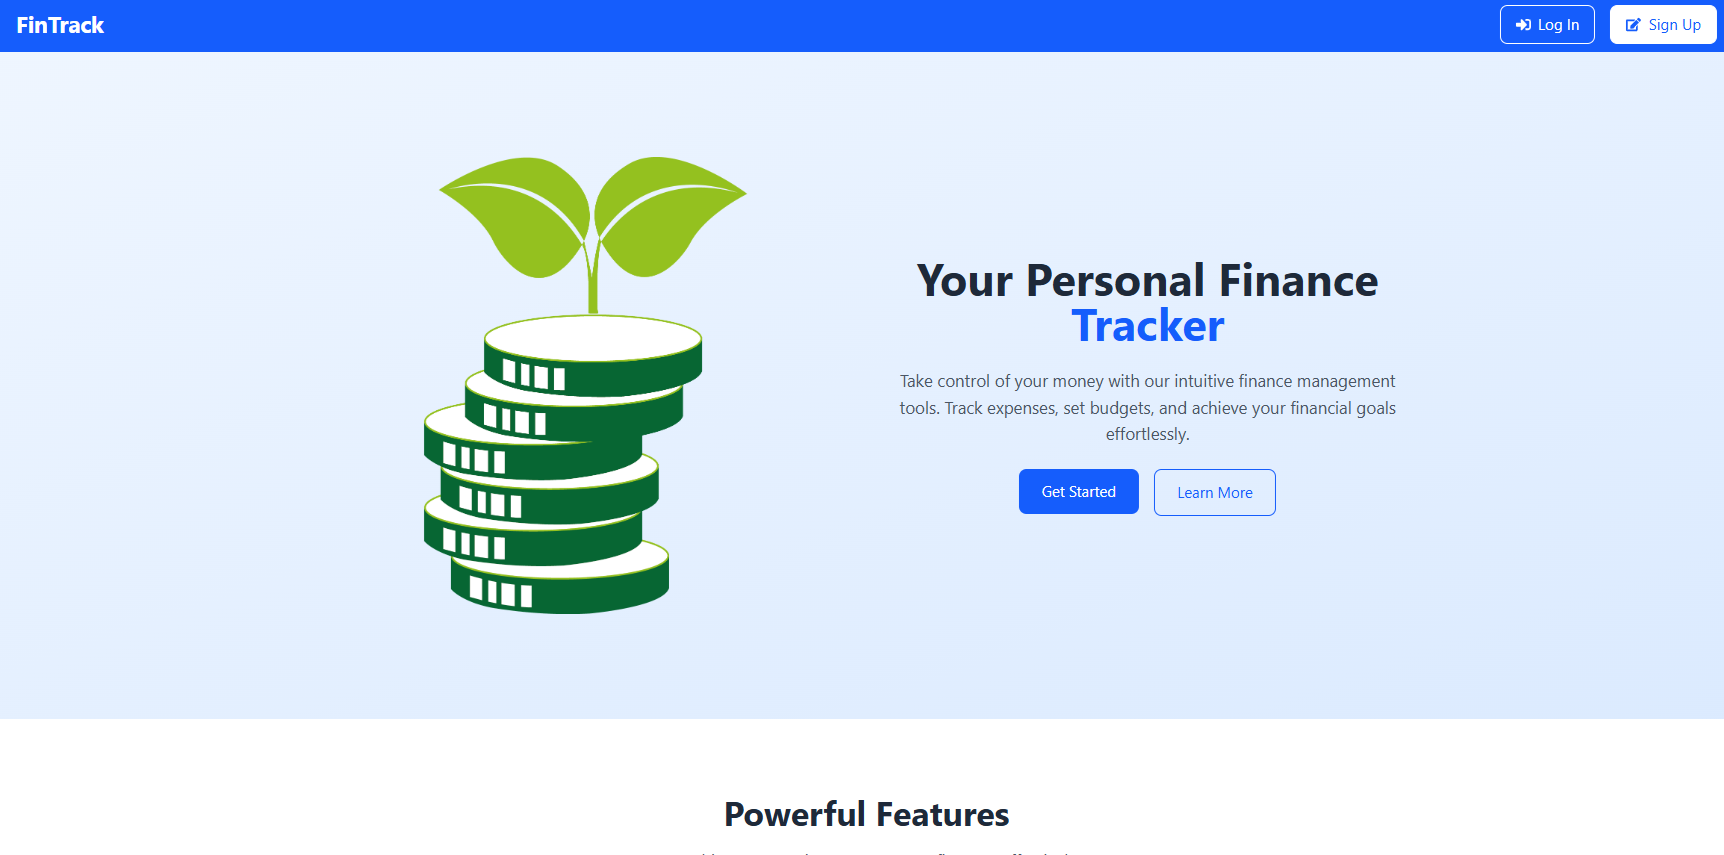 FinTrack
Log In
Sign Up
Your Personal Finance
Tracker
Take control of your money with our intuitive finance management
tools. Track expenses, set budgets, and achieve your financial goals
effortlessly.
Get Started
Learn More
Powerful Features